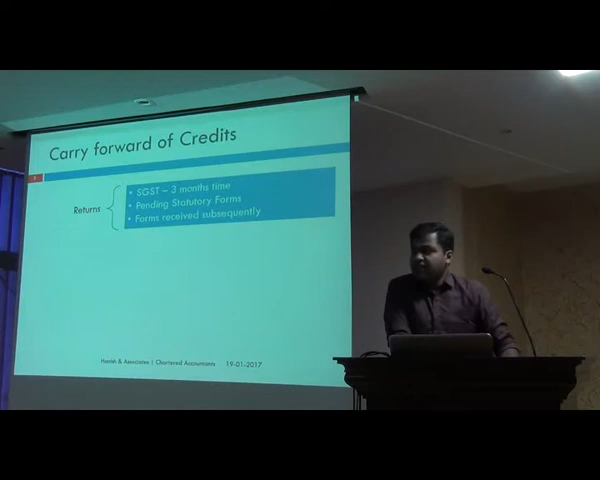 Carry forward of Credits
Returns
• SGST – 3 months time
• Pending Statutory Forms
• Forms received subsequently
& Associates | Chartered Accountants 19-01-2017